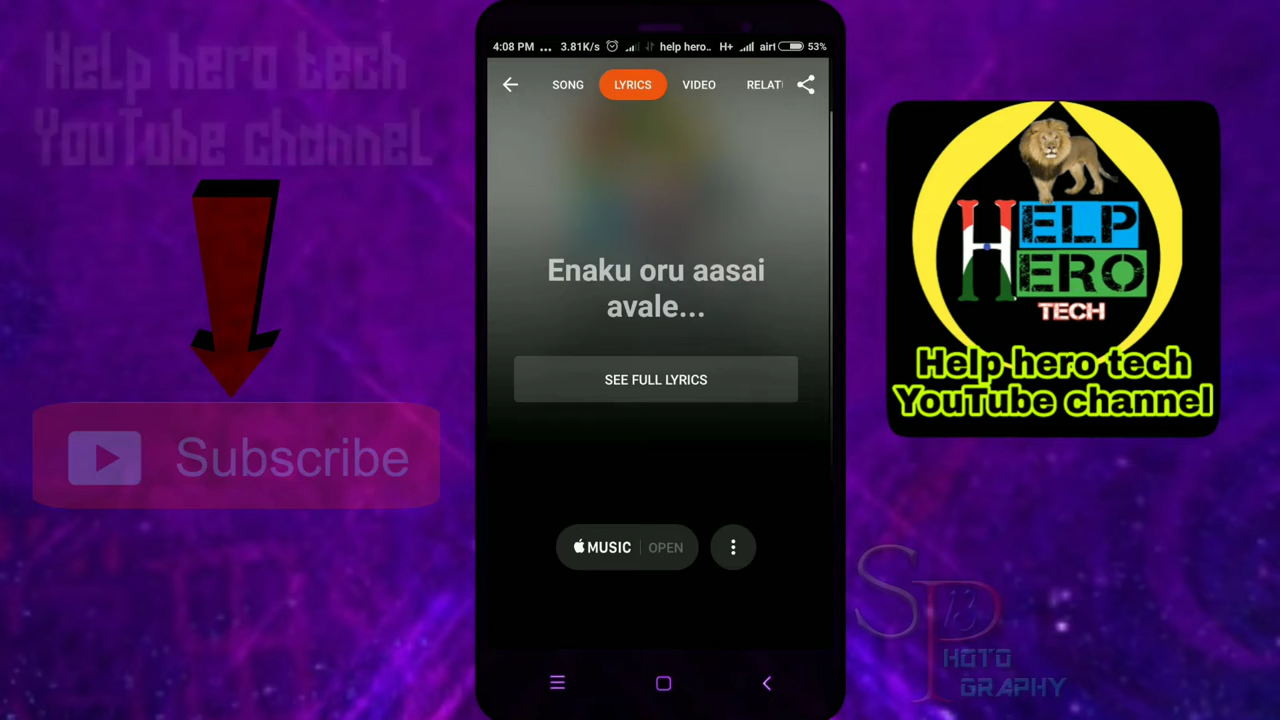 Help hero tech
YouTube channel
Subscribe
4:08 PM ... 3.81K/s help hero.. H+ airt 53%
SONG LYRICS VIDEO RELATI
Enaku oru aasai
avale...
SEE FULL LYRICS
MUSIC OPEN
HELP
HERO
TECH
Help hero tech
YouTube channel
SP
13
HOTO
GRAPHY